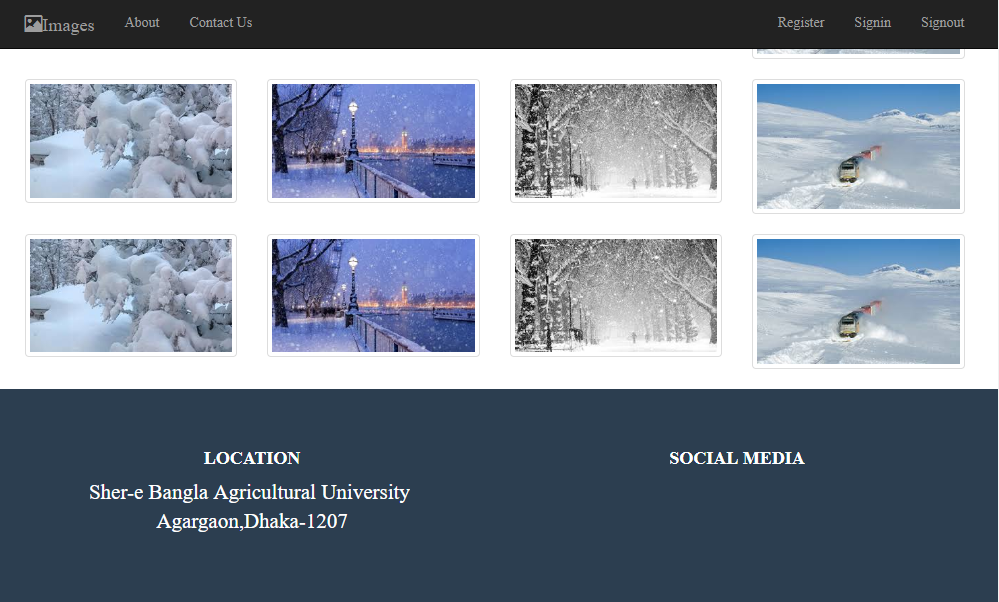 Images About Contact Us Register Signin Signout
LOCATION
Sher-e Bangla Agricultural University
Agargaon,Dhaka-1207
SOCIAL MEDIA